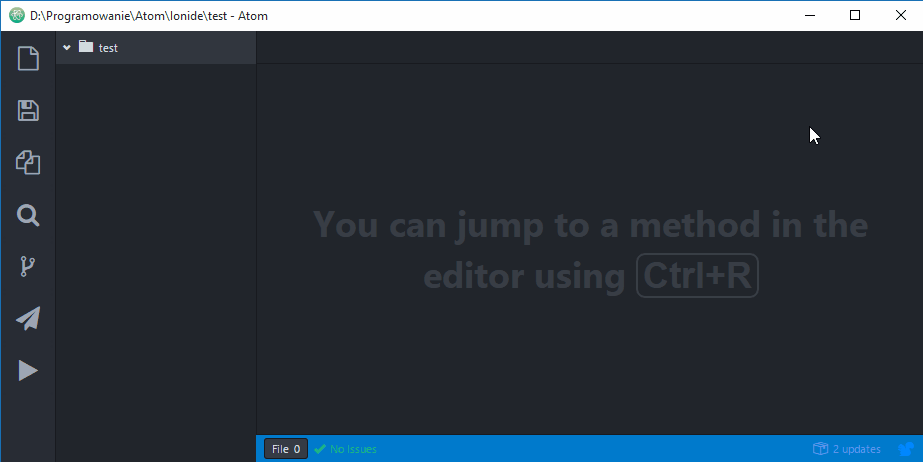 D:\Programowanie\Atom\Ionide\test - Atom
test
You can jump to a method in the
editor using Ctrl+R
File 0
No Issues
2 updates